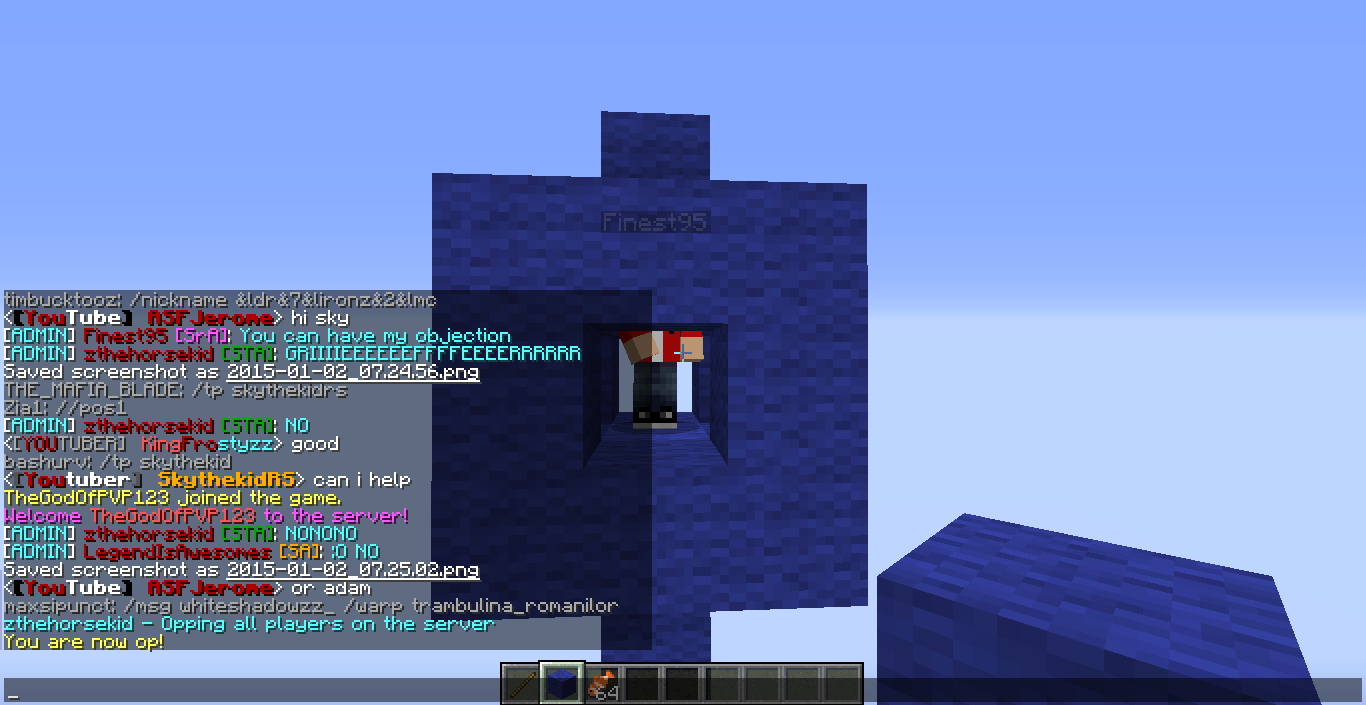 Finest95
timbucktooz: /nickname &ldr&7&lironz&2&lmc
<[YouTube] ASFJerome> hi sky
[ADMIN] Finest95 [SrA]: You can have my objection
[ADMIN] zthehorsekid [STA]: GRIIIIEEEEEEFFFFEEEERRRRRR
Saved screenshot as 2015-01-02_07.24.56.png
THE_MAFIA_BLADE: /tp skythekidrs
Zia1: //pos1
[ADMIN] zthehorsekid [STA]: NO
<[YOUTUBER] KingFrostyzz> good
bashurv: /tp skythekid
<[Youtuber] SkythekidRS> can i help
TheGodOfPVP123 joined the game.
Welcome TheGodOfPVP123 to the server!
[ADMIN] zthehorsekid [STA]: NONONO
[ADMIN] LegendIsAwesomes [SA]: :O NO
Saved screenshot as 2015-01-02_07.25.02.png
<[YouTube] ASFJerome> or adam
maxsipunct: /msg whiteshadowzz_ /warp trambulina_romanilor
zthehorsekid - Opping all players on the server
You are now op!
_
64